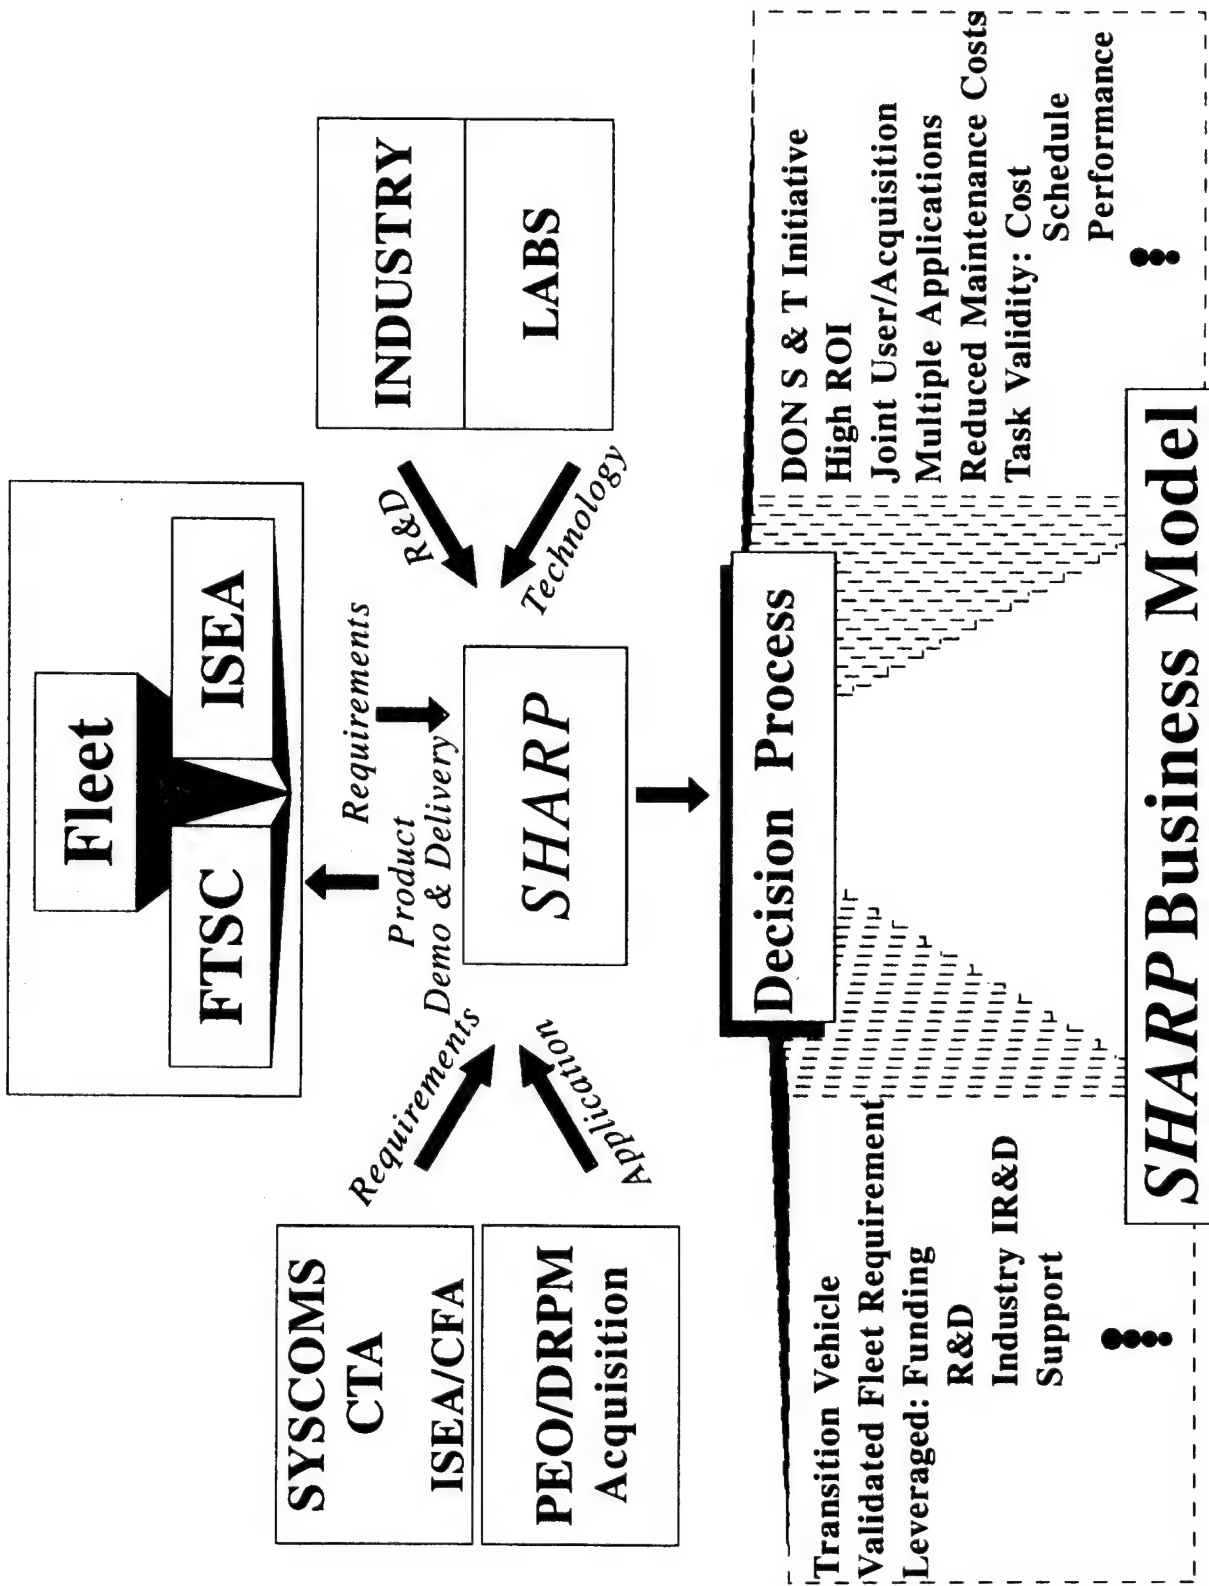 Fleet
FTSC
ISEA
SYSCOMS
CTA
ISEA/CFA
PEO/DRPM
Acquisition
Requirements
Application
Product
Demo & Delivery
Requirements
SHARP
R&D
Technology
INDUSTRY
LABS
Decision Process
Transition Vehicle
Validated Fleet Requirement
Leveraged: Funding
R&D
Industry IR&D
Support
DON S & T Initiative
High ROI
Joint User/Acquisition
Multiple Applications
Reduced Maintenance Costs
Task Validity: Cost
Schedule
Performance
SHARP Business Model